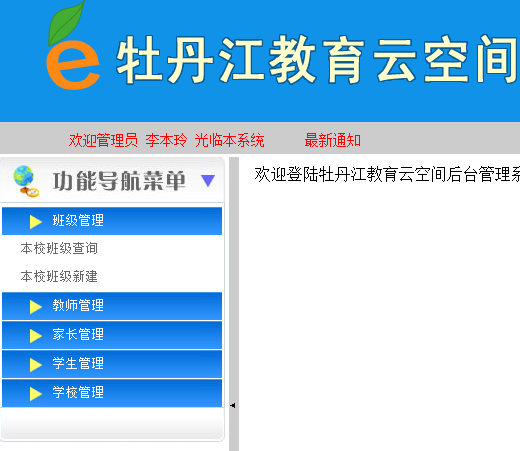 牡丹江教育云空间
欢迎管理员 李本玲 光临本系统 最新通知
功能导航菜单
欢迎登陆牡丹江教育云空间后台管理系
班级管理
本校班级查询
本校班级新建
教师管理
家长管理
学生管理
学校管理